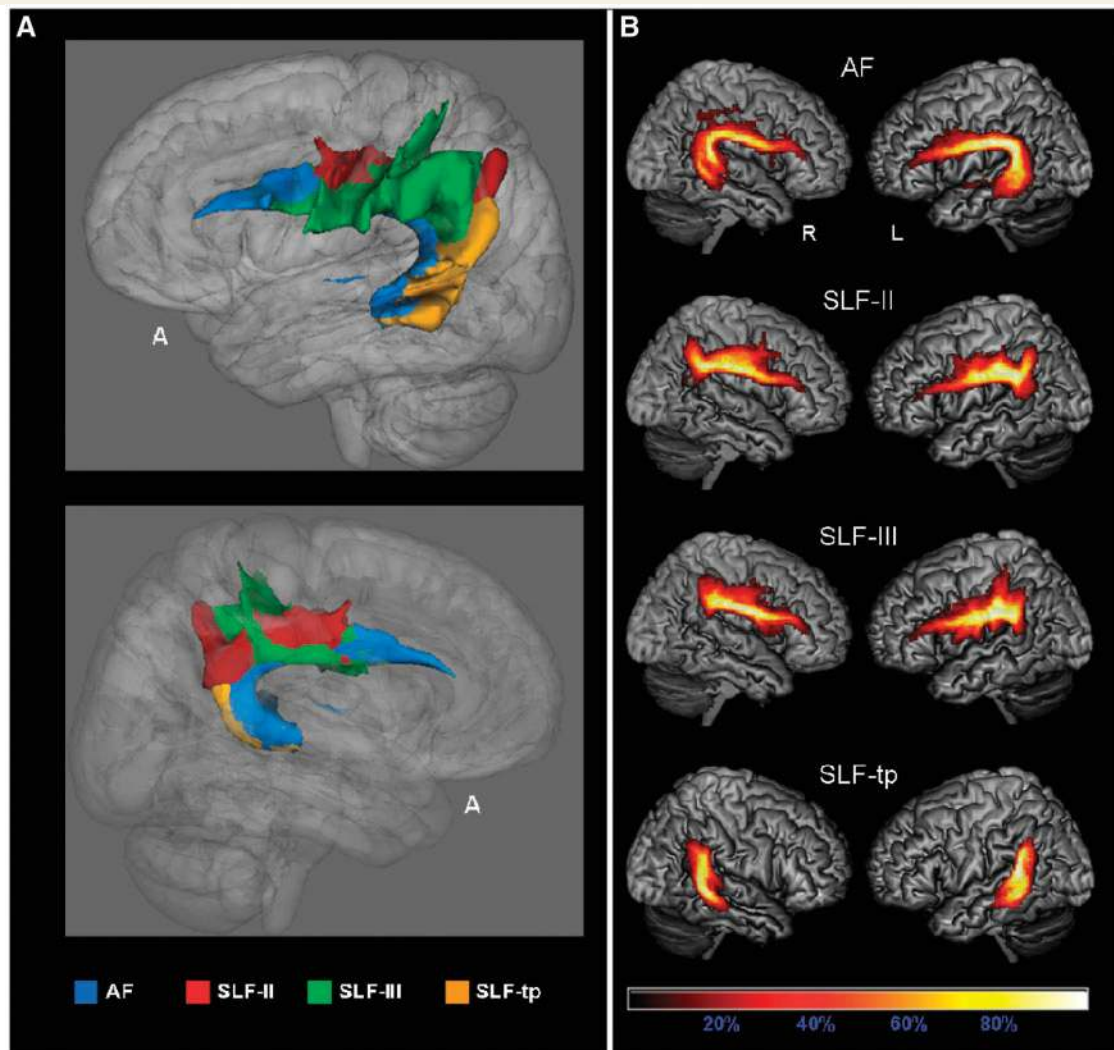 A
A
A
AF
SLF-II
SLF-III
SLF-tp
B
AF
R
L
SLF-II
SLF-III
SLF-tp
20%
40%
60%
80%